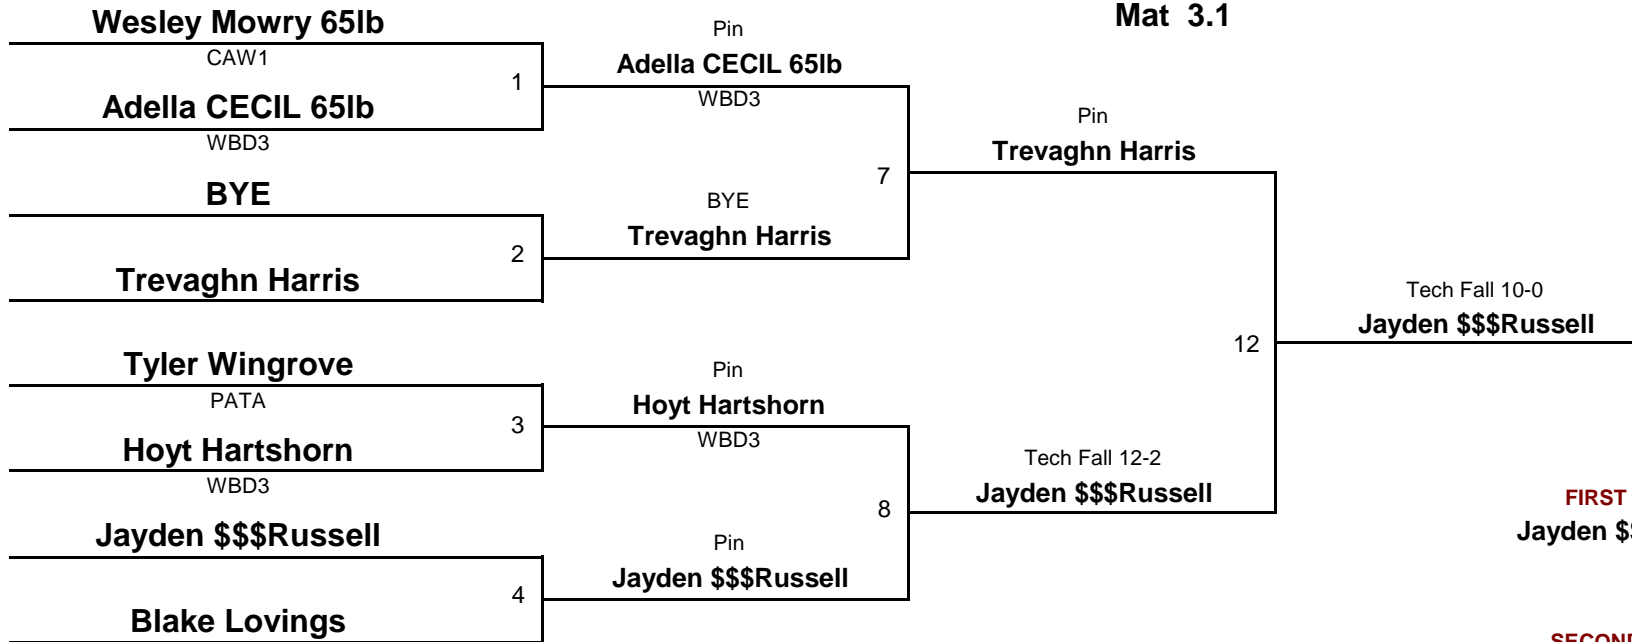 Mat 3.1
Wesley Mowry 65lb
CAW1
1
Adella CECIL 65lb
WBD3
BYE
2
Trevaghn Harris
Tyler Wingrove
PATA
3
Hoyt Hartshorn
WBD3
Jayden $$$Russell
4
Blake Lovings
Pin
Adella CECIL 65lb
WBD3
7
BYE
Trevaghn Harris
Pin
Hoyt Hartshorn
WBD3
8
Pin
Jayden $$$Russell
Pin
Trevaghn Harris
12
Tech Fall 12-2
Jayden $$$Russell
Tech Fall 10-0
Jayden $$$Russell
FIRST
Jayden $